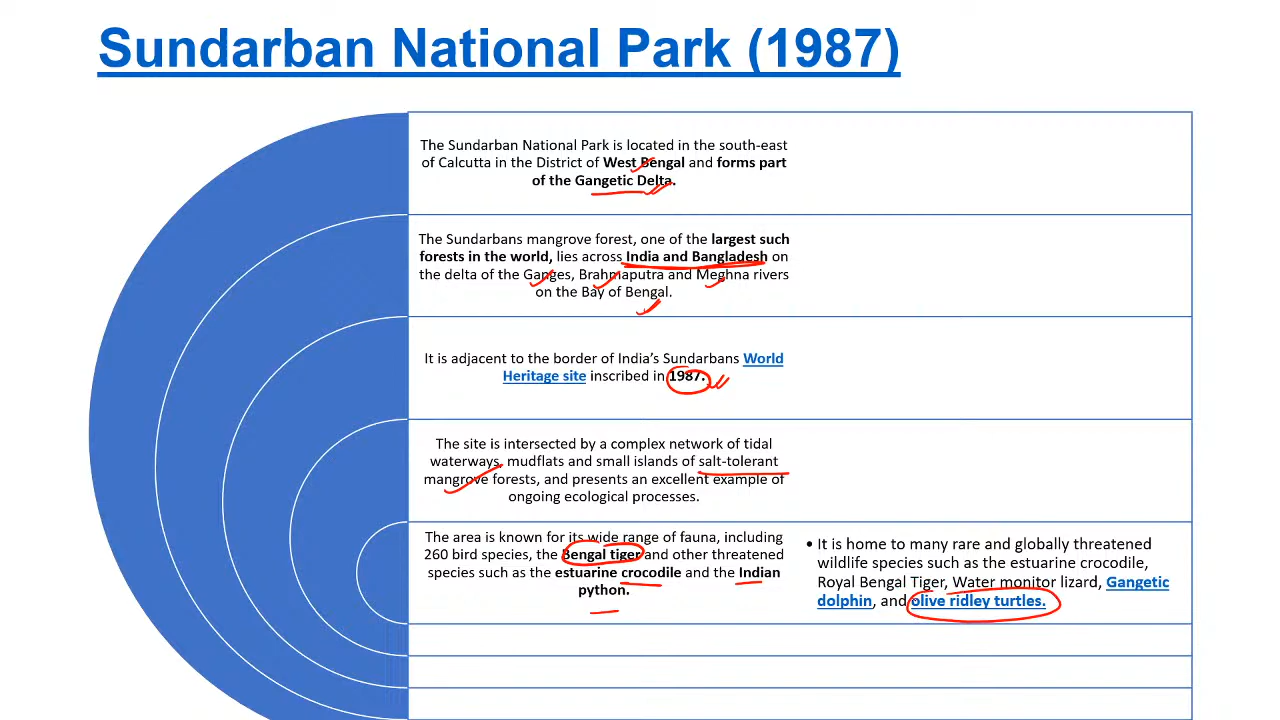 Sundarban National Park (1987)
The Sundarban National Park is located in the south-east
of Calcutta in the District of West Bengal and forms part
of the Gangetic Delta.
The Sundarbans mangrove forest, one of the largest such
forests in the world, lies across India and Bangladesh on
the delta of the Ganges, Brahmaputra and Meghna rivers
on the Bay of Bengal.
It is adjacent to the border of India’s Sundarbans World
Heritage site inscribed in 1987.
The site is intersected by a complex network of tidal
waterways, mudflats and small islands of salt-tolerant
mangrove forests, and presents an excellent example of
ongoing ecological processes.
The area is known for its wide range of fauna, including
260 bird species, the Bengal tiger and other threatened
species such as the estuarine crocodile and the Indian
python.
• It is home to many rare and globally threatened
wildlife species such as the estuarine crocodile,
Royal Bengal Tiger, Water monitor lizard, Gangetic
dolphin, and olive ridley turtles.